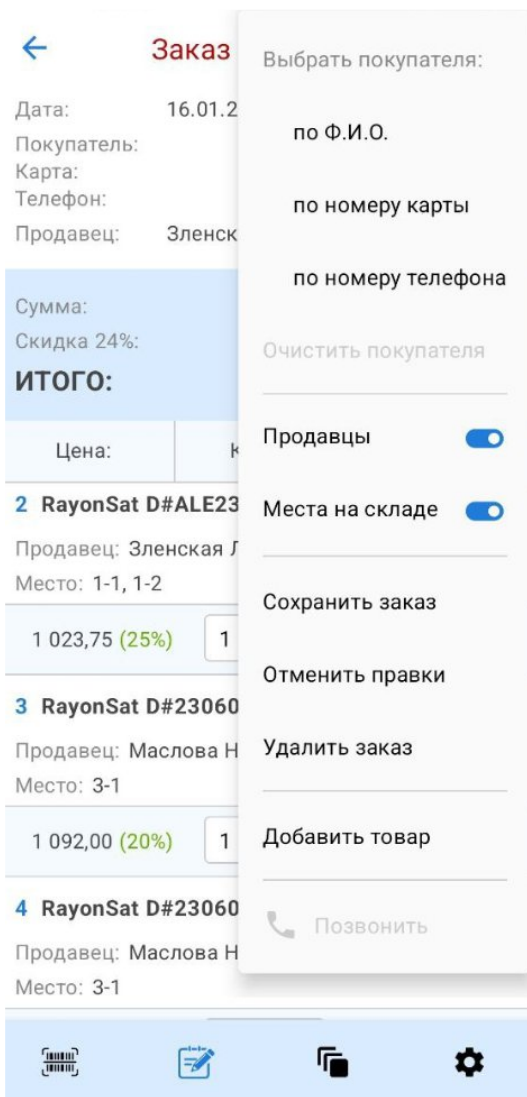 Заказ
Дата: 16.01.2
Покупатель:
Карта:
Телефон:
Продавец: Зленск
Сумма:
Скидка 24%:
ИТОГО:
Цена: К
2 RayonSat D#ALE23
Продавец: Зленская Л
Место: 1-1, 1-2
1 023,75 (25%) 1
3 RayonSat D#23060
Продавец: Маслова Н
Место: 3-1
1 092,00 (20%) 1
4 RayonSat D#23060
Продавец: Маслова Н
Место: 3-1
Выбрать покупателя:
по Ф.И.О.
по номеру карты
по номеру телефона
Очистить покупателя
Продавцы
Места на складе
Сохранить заказ
Отменить правки
Удалить заказ
Добавить товар
Позвонить